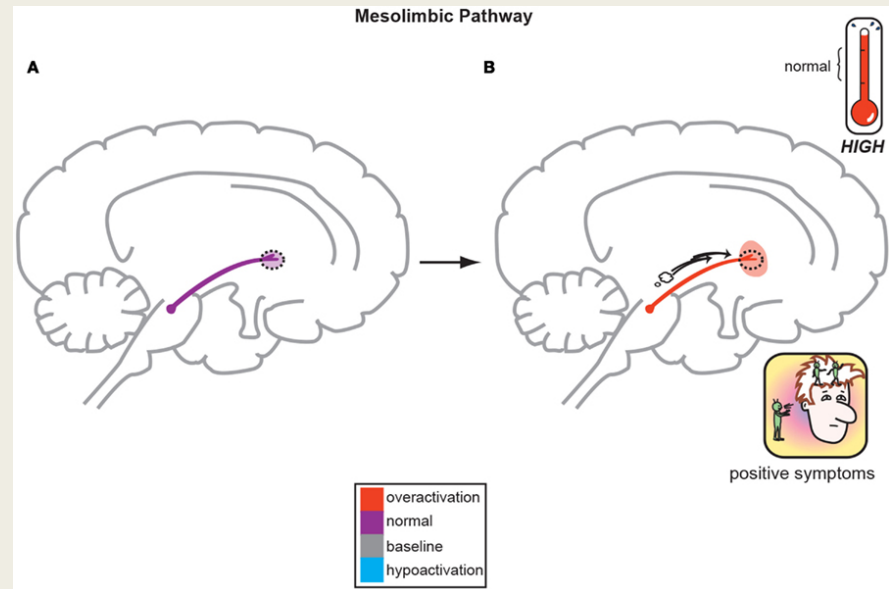 Mesolimbic Pathway
A
B
normal
HIGH
positive symptoms
overactivation
normal
baseline
hypoactivation